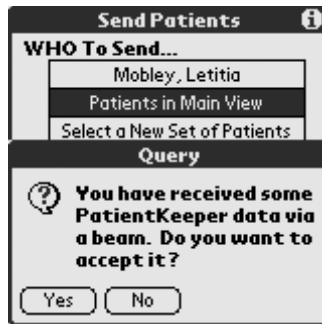 Send Patients i
WHO To Send...
Mobley, Letitia
Patients in Main View
Select a New Set of Patients
Query
You have received some
PatientKeeper data via
a beam. Do you want to
accept it?
Yes No